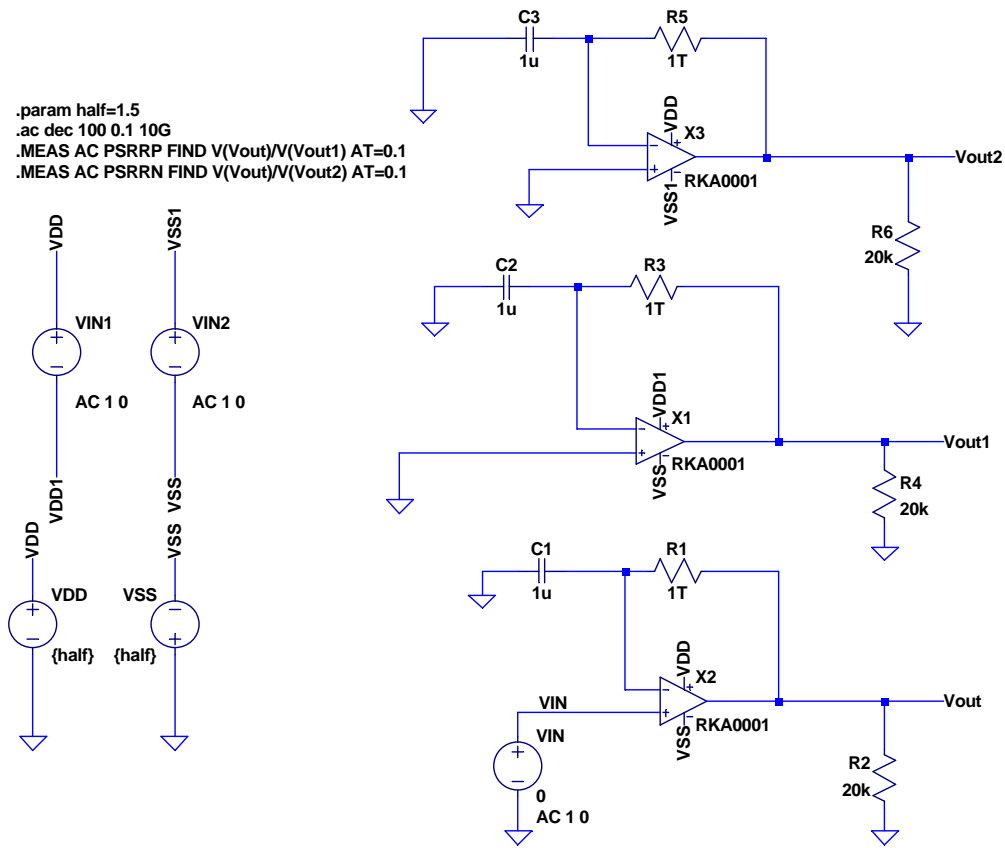 .param half=1.5
.ac dec 100 0.1 10G
.MEAS AC PSRRP FIND V(Vout)/V(Vout1) AT=0.1
.MEAS AC PSRRN FIND V(Vout)/V(Vout2) AT=0.1
VDD
VIN1
AC 1 0
VDD1
VSS1
VIN2
AC 1 0
VSS
VDD
VDD
{half}
VSS
VSS
{half}
C3
1u
R5
1T
VDD
X3
RKA0001
VSS1
Vout2
R6
20k
C2
1u
R3
1T
VDD1
X1
RKA0001
VSS
Vout1
R4
20k
C1
1u
R1
1T
VDD
X2
RKA0001
VSS
Vout
VIN
VIN
0
AC 1 0
R2
20k